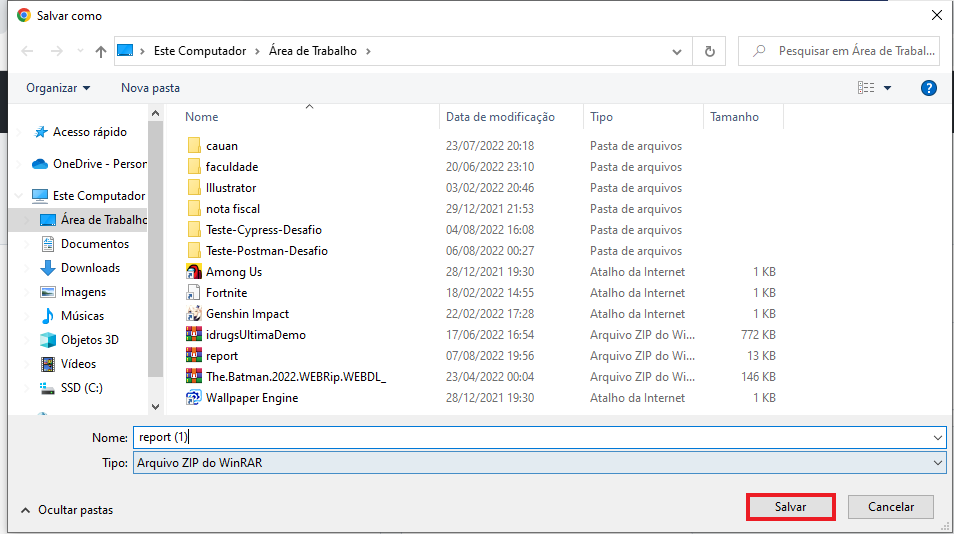 Salvar como
Este Computador > Área de Trabalho >
Pesquisar em Área de Trabal...
Organizar
Nova pasta
Nome
Data de modificação
Tipo
Tamanho
Acesso rápido
OneDrive - Person
Este Computador
Área de Trabalho
Documentos
Downloads
Imagens
Músicas
Objetos 3D
Vídeos
SSD (C:)
cauan 23/07/2022 20:18 Pasta de arquivos
faculdade 20/06/2022 23:10 Pasta de arquivos
Illustrator 03/02/2022 20:46 Pasta de arquivos
nota fiscal 29/12/2021 21:53 Pasta de arquivos
Teste-Cypress-Desafio 04/08/2022 16:08 Pasta de arquivos
Teste-Postman-Desafio 06/08/2022 00:27 Pasta de arquivos
Among Us 28/12/2021 19:30 Atalho da Internet 1 KB
Fortnite 18/02/2022 14:55 Atalho da Internet 1 KB
Genshin Impact 22/02/2022 17:28 Atalho da Internet 1 KB
idrugsUltimaDemo 17/06/2022 16:54 Arquivo ZIP do Wi... 772 KB
report 07/08/2022 19:56 Arquivo ZIP do Wi... 13 KB
The.Batman.2022.WEBRip.WEBDL_ 23/04/2022 00:04 Arquivo ZIP do Wi... 146 KB
Wallpaper Engine 28/12/2021 19:30 Atalho da Internet 1 KB
Nome: report (1)
Tipo: Arquivo ZIP do WinRAR
Ocultar pastas
Salvar
Cancelar